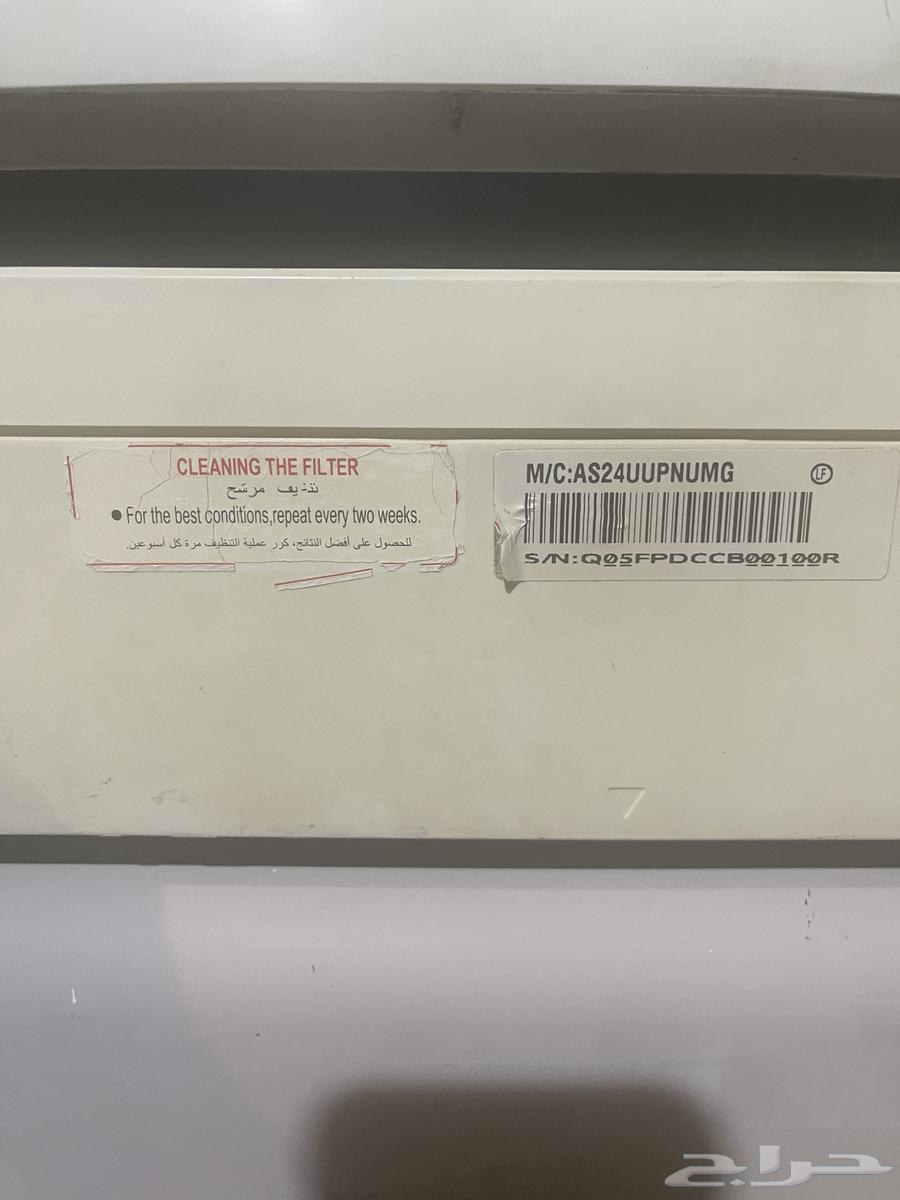 CLEANING THE FILTER
تنظيف مرشح
● For the best conditions,repeat every two weeks.
للحصول على أفضل النتائج، كرر عملية التنظيف مرة كل أسبوعين.
M/C:AS24UUPNUMG
LF
S/N:Q05FPDCCB00100R
حراج